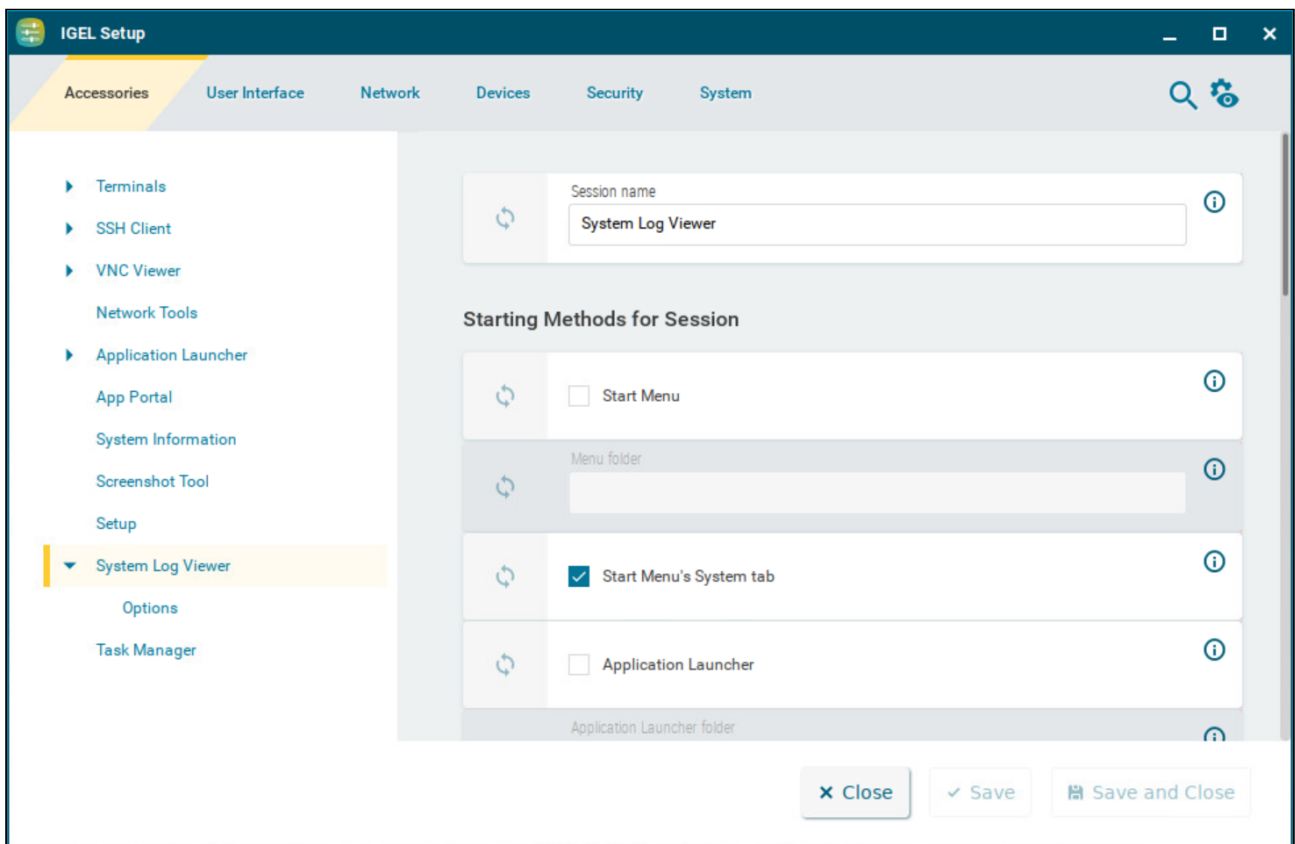 IGEL Setup
Accessories
User Interface
Network
Devices
Security
System
Terminals
SSH Client
VNC Viewer
Network Tools
Application Launcher
App Portal
System Information
Screenshot Tool
Setup
System Log Viewer
Options
Task Manager
Session name
System Log Viewer
Starting Methods for Session
Start Menu
Menu folder
Start Menu's System tab
Application Launcher
Application Launcher folder
Close
Save
Save and Close